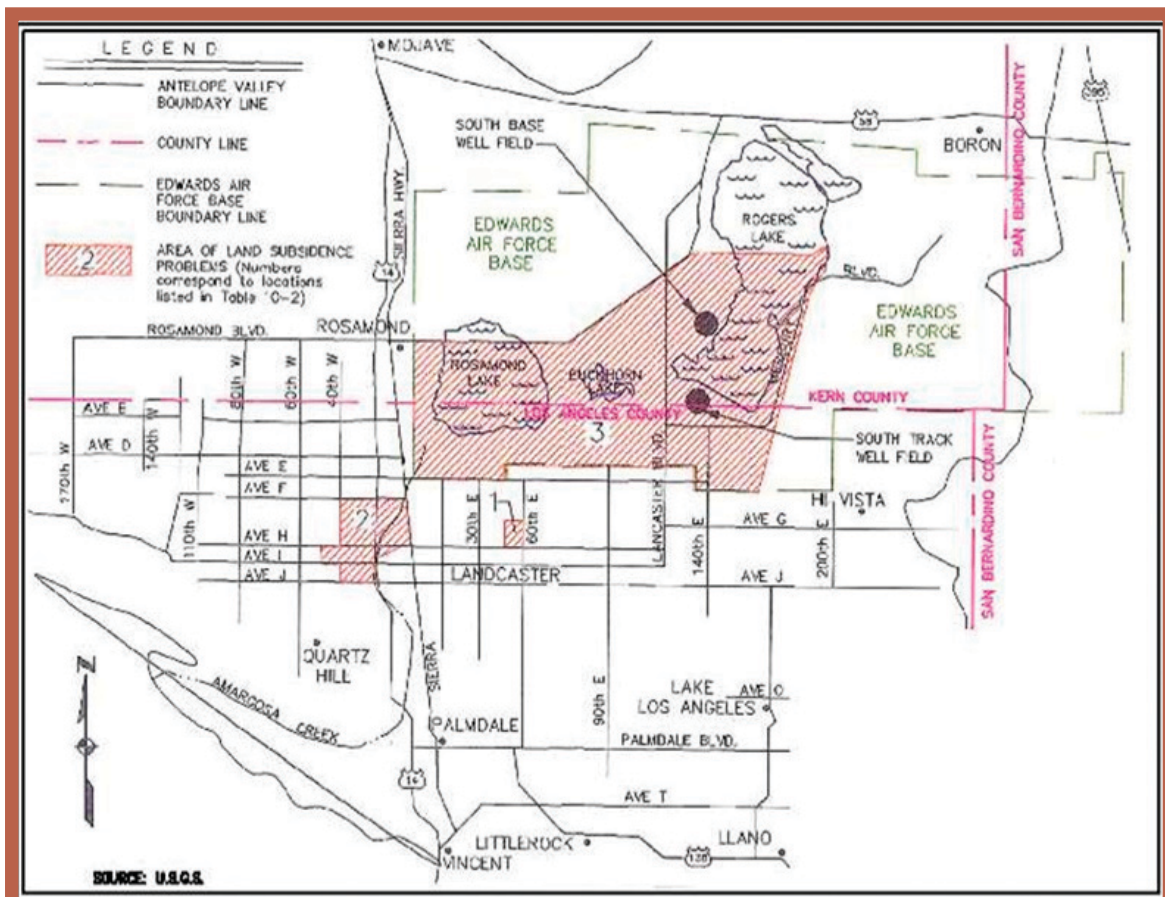 LEGEND
ANTELOPE VALLEY
BOUNDARY LINE
COUNTY LINE
EDWARDS AIR
FORCE BASE
BOUNDARY LINE
2
AREA OF LAND SUBSIDENCE
PROBLEMS (Numbers
correspond to locations
listed in Table 10-2)
MOJAVE
SIERRA HWY.
14
SOUTH BASE
WELL FIELD
58
BORON
395
SAN BERNARDINO COUNTY
EDWARDS
AIR FORCE
BASE
ROGERS
LAKE
BLVD.
EDWARDS
AIR FORCE
BASE
ROSAMOND BLVD.
ROSAMOND
ROSAMOND
LAKE
BUCKHORN
LAKE
LOS ANGELES COUNTY
KERN COUNTY
3
SOUTH TRACK
WELL FIELD
170th W
140th W
110th W
80th W
60th W
40th W
AVE B
AVE D
AVE E
AVE F
AVE H
AVE I
AVE J
2
1
30th E
60th E
LANCASTER BLVD
140th E
200th E
HI VISTA
AVE G
AVE J
SAN BERNARDINO COUNTY
LANDCASTER
QUARTZ
HILL
AMARGOSA CREEK
SIERRA
PALMDALE
90th E
LAKE
LOS ANGELES
AVE O
PALMDALE BLVD.
N
14
AVE T
LITTLEROCK
VINCENT
138
LLANO
SOURCE: U.S.G.S.